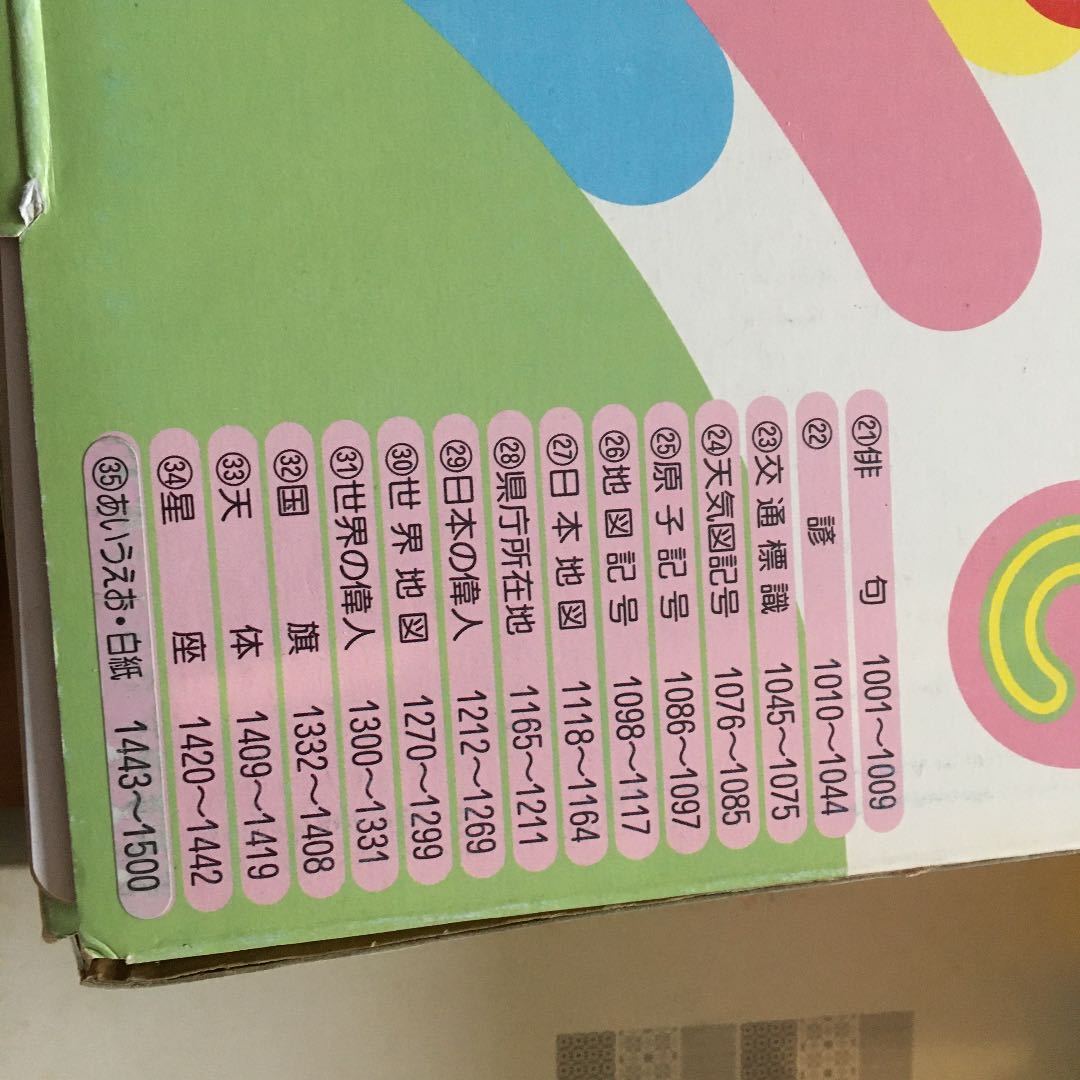 ㉑俳句 1001〜1009
㉒諺 1010〜1044
㉓交通標識 1045〜1075
㉔天気図記号 1076〜1085
㉕原子記号 1086〜1097
㉖地図記号 1098〜1117
㉗日本地図 1118〜1164
㉘県庁所在地 1165〜1211
㉙日本の偉人 1212〜1269
㉚世界地図 1270〜1299
㉛世界の偉人 1300〜1331
㉜国旗 1332〜1408
㉝天体 1409〜1419
㉞星座 1420〜1442
㉟あいうえお・白紙 1443〜1500